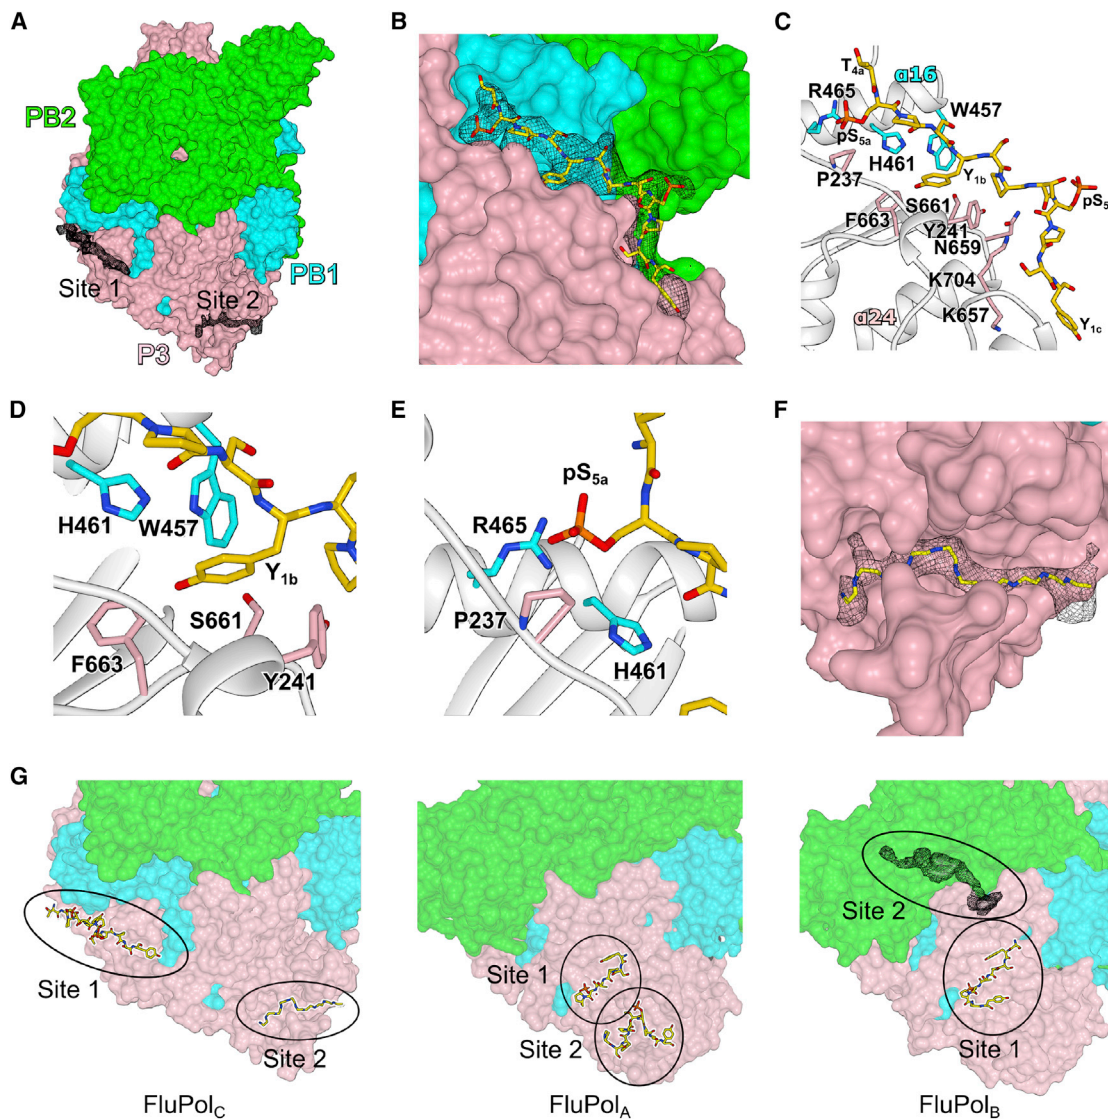 A
PB2
PB1
Site 1
Site 2
P3
B
C
T4a
α16
R465
W457
pS5a
H461
P237
Y1b
S661
pS5
F663
Y241
N659
K704
α24
K657
Y1c
D
H461
W457
Y1b
S661
F663
Y241
E
pS5a
R465
P237
H461
F
G
Site 1
Site 2
FluPolC
Site 1
Site 2
FluPolA
Site 2
Site 1
FluPolB